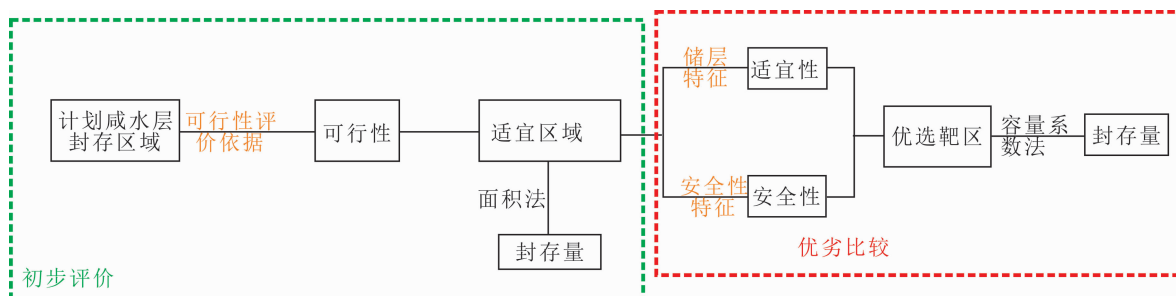 计划咸水层
封存区域
可行性评
价依据
可行性
适宜区域
面积法
封存量
初步评价
储层
特征
适宜性
安全性
特征
安全性
优选靶区
容量系
数法
封存量
优劣比较